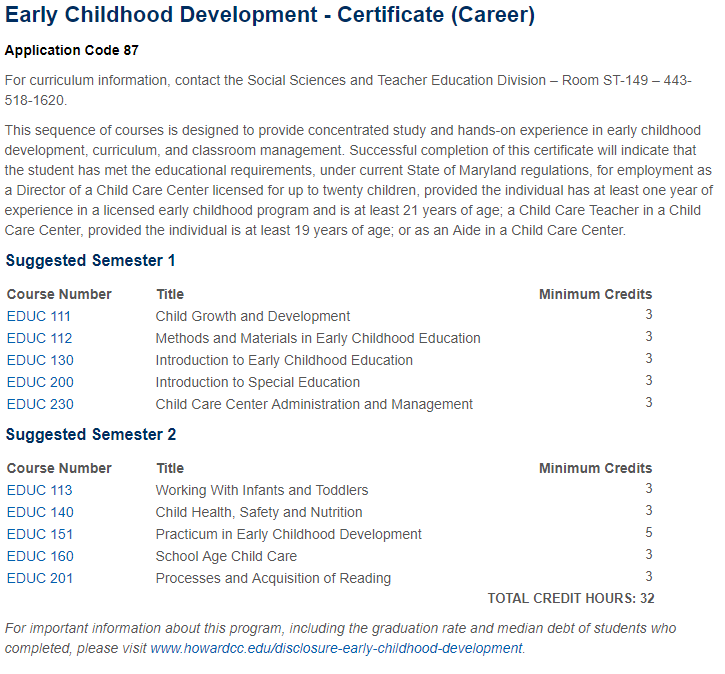 Early Childhood Development - Certificate (Career)
Application Code 87
For curriculum information, contact the Social Sciences and Teacher Education Division – Room ST-149 – 443-
518-1620.
This sequence of courses is designed to provide concentrated study and hands-on experience in early childhood
development, curriculum, and classroom management. Successful completion of this certificate will indicate that
the student has met the educational requirements, under current State of Maryland regulations, for employment as
a Director of a Child Care Center licensed for up to twenty children, provided the individual has at least one year of
experience in a licensed early childhood program and is at least 21 years of age; a Child Care Teacher in a Child
Care Center, provided the individual is at least 19 years of age; or as an Aide in a Child Care Center.
Suggested Semester 1
Course Number Title Minimum Credits
EDUC 111 Child Growth and Development 3
EDUC 112 Methods and Materials in Early Childhood Education 3
EDUC 130 Introduction to Early Childhood Education 3
EDUC 200 Introduction to Special Education 3
EDUC 230 Child Care Center Administration and Management 3
Suggested Semester 2
Course Number Title Minimum Credits
EDUC 113 Working With Infants and Toddlers 3
EDUC 140 Child Health, Safety and Nutrition 3
EDUC 151 Practicum in Early Childhood Development 5
EDUC 160 School Age Child Care 3
EDUC 201 Processes and Acquisition of Reading 3
TOTAL CREDIT HOURS: 32
For important information about this program, including the graduation rate and median debt of students who
completed, please visit www.howardcc.edu/disclosure-early-childhood-development.